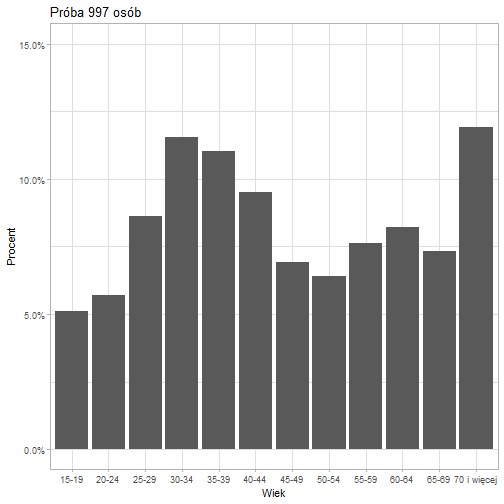 Próba 997 osób
15.0%
10.0%
5.0%
0.0%
Procent
15-19 20-24 25-29 30-34 35-39 40-44 45-49 50-54 55-59 60-64 65-69 70 i więcej
Wiek